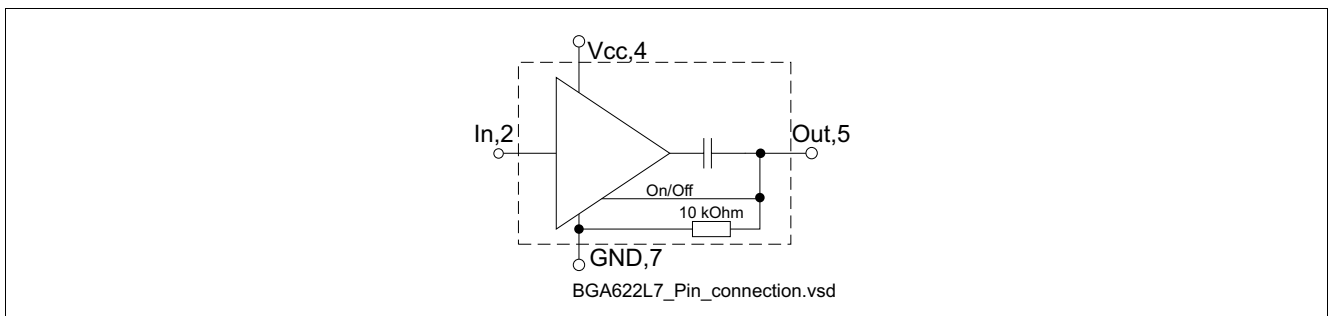 Vcc,4
In,2
Out,5
On/Off
10 kOhm
GND,7
BGA622L7_Pin_connection.vsd